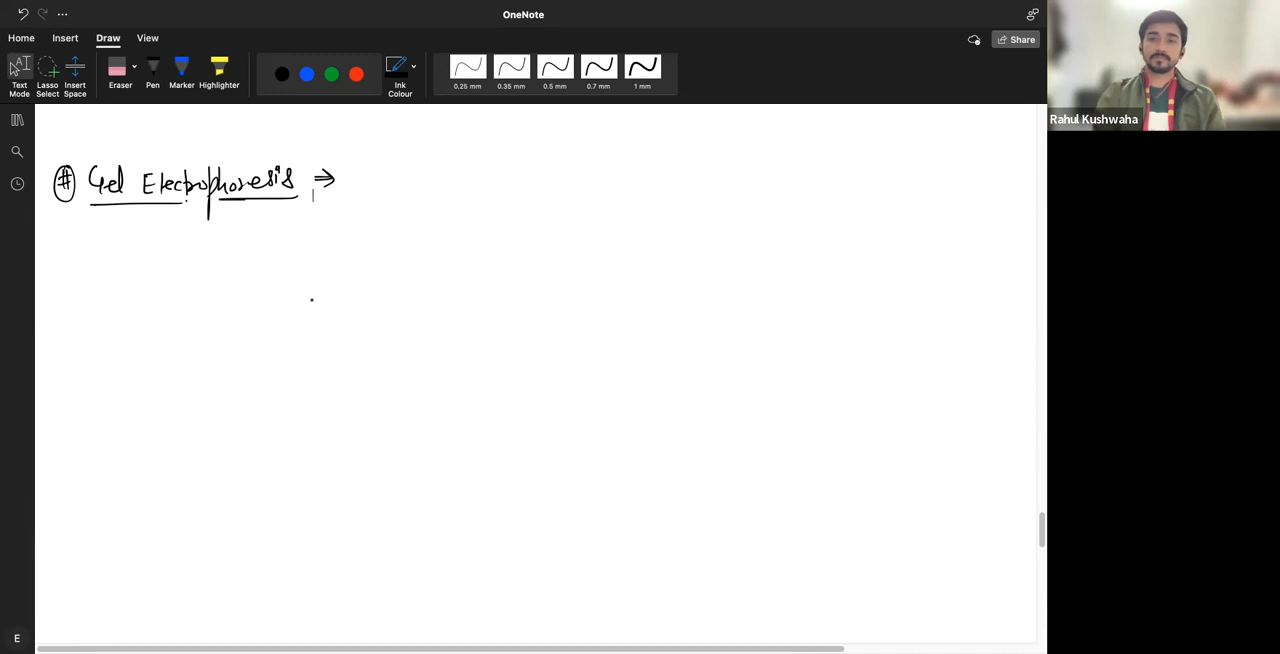 OneNote
Home Insert Draw View
Share
Text Mode
Lasso Select
Insert Space
Eraser
Pen
Marker
Highlighter
Ink Colour
0.25 mm
0.35 mm
0.5 mm
0.7 mm
1 mm
Rahul Kushwaha
# Gel Electrophoresis ⇒
E